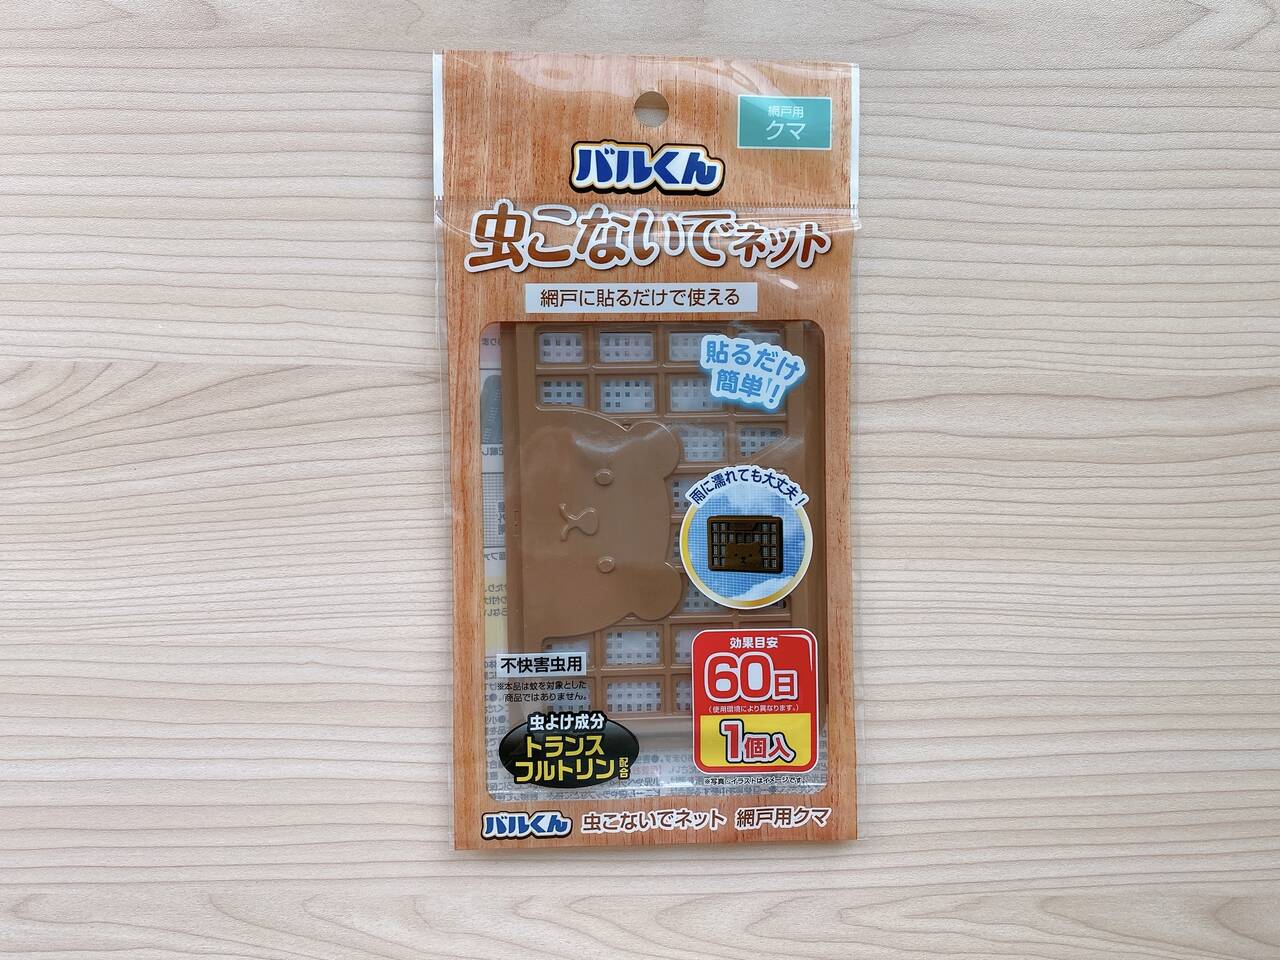 網戸用
クマ
バルくん
虫こないでネット
網戸に貼るだけで使える
貼るだけ
簡単!
雨に濡れても大丈夫!
不快害虫用
※本品は蚊を対象とした
商品ではありません。
虫よけ成分
トランス
フルトリン配合
効果目安
60日
(使用環境により異なります。)
1個入
※写真・イラストはイメージです。
バルくん 虫こないでネット 網戸用クマ